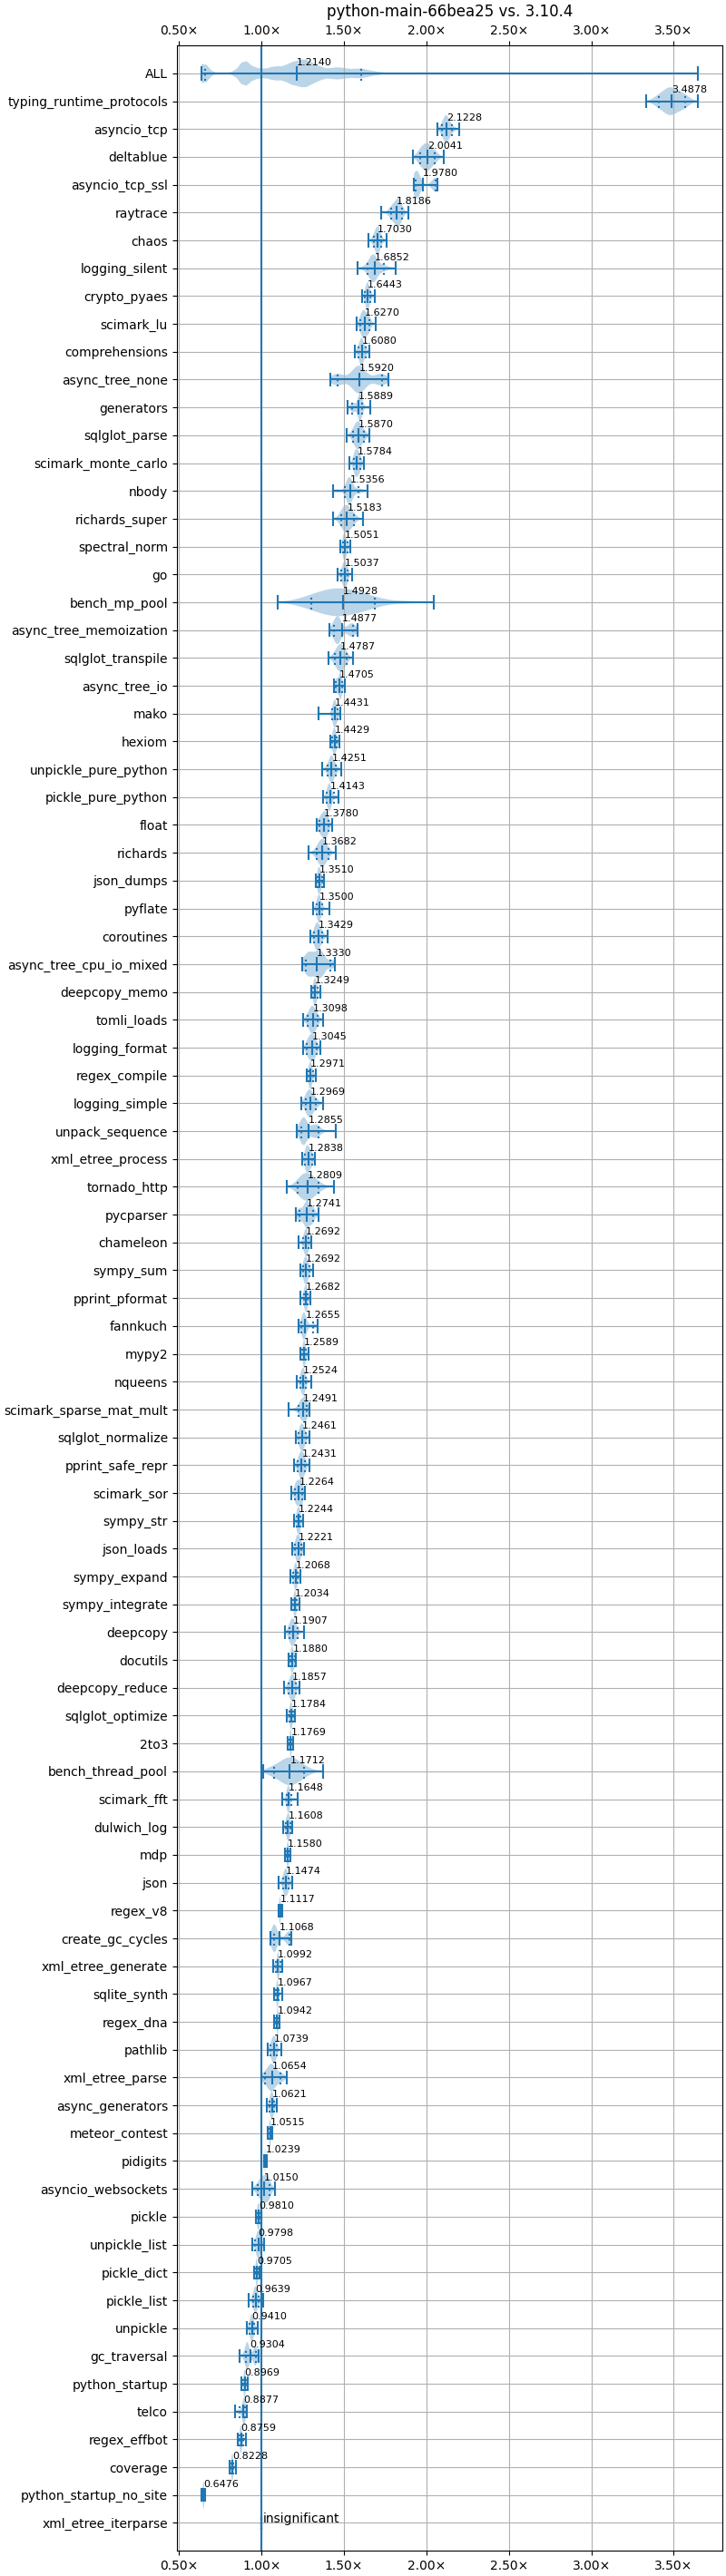 python-main-66bea25 vs. 3.10.4
0.50× 1.00× 1.50× 2.00× 2.50× 3.00× 3.50×
ALL 1.2140
typing_runtime_protocols 3.4878
asyncio_tcp 2.1228
deltablue 2.0041
asyncio_tcp_ssl 1.9780
raytrace 1.8186
chaos 1.7030
logging_silent 1.6852
crypto_pyaes 1.6443
scimark_lu 1.6270
comprehensions 1.6080
async_tree_none 1.5920
generators 1.5889
sqlglot_parse 1.5870
scimark_monte_carlo 1.5784
nbody 1.5356
richards_super 1.5183
spectral_norm 1.5051
go 1.5037
bench_mp_pool 1.4928
async_tree_memoization 1.4877
sqlglot_transpile 1.4787
async_tree_io 1.4705
mako 1.4431
hexiom 1.4429
unpickle_pure_python 1.4251
pickle_pure_python 1.4143
float 1.3780
richards 1.3682
json_dumps 1.3510
pyflate 1.3500
coroutines 1.3429
async_tree_cpu_io_mixed 1.3330
deepcopy_memo 1.3249
tomli_loads 1.3098
logging_format 1.3045
regex_compile 1.2971
logging_simple 1.2969
unpack_sequence 1.2855
xml_etree_process 1.2838
tornado_http 1.2809
pycparser 1.2741
chameleon 1.2692
sympy_sum 1.2692
pprint_pformat 1.2682
fannkuch 1.2655
mypy2 1.2589
nqueens 1.2524
scimark_sparse_mat_mult 1.2491
sqlglot_normalize 1.2461
pprint_safe_repr 1.2431
scimark_sor 1.2264
sympy_str 1.2244
json_loads 1.2221
sympy_expand 1.2068
sympy_integrate 1.2034
deepcopy 1.1907
docutils 1.1880
deepcopy_reduce 1.1857
sqlglot_optimize 1.1784
2to3 1.1769
bench_thread_pool 1.1712
scimark_fft 1.1648
dulwich_log 1.1608
mdp 1.1580
json 1.1474
regex_v8 1.1117
create_gc_cycles 1.1068
xml_etree_generate 1.0992
sqlite_synth 1.0967
regex_dna 1.0942
pathlib 1.0739
xml_etree_parse 1.0654
async_generators 1.0621
meteor_contest 1.0515
pidigits 1.0239
asyncio_websockets 1.0150
pickle 0.9810
unpickle_list 0.9798
pickle_dict 0.9705
pickle_list 0.9639
unpickle 0.9410
gc_traversal 0.9304
python_startup 0.8969
telco 0.8877
regex_effbot 0.8759
coverage 0.8228
python_startup_no_site 0.6476
xml_etree_iterparse insignificant
0.50× 1.00× 1.50× 2.00× 2.50× 3.00× 3.50×